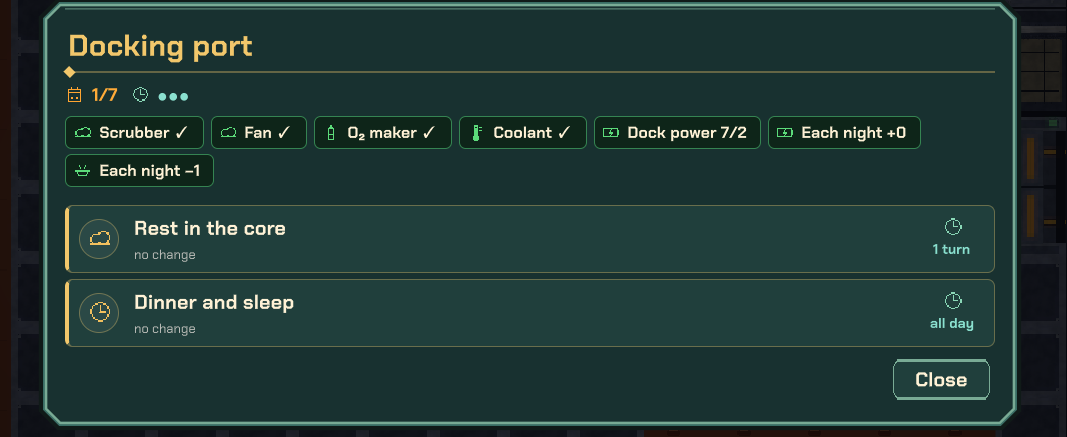 Docking port
1/7
Scrubber ✓ Fan ✓ O₂ maker ✓ Coolant ✓ Dock power 7/2 Each night +0
Each night −1
Rest in the core
no change
1 turn
Dinner and sleep
no change
all day
Close